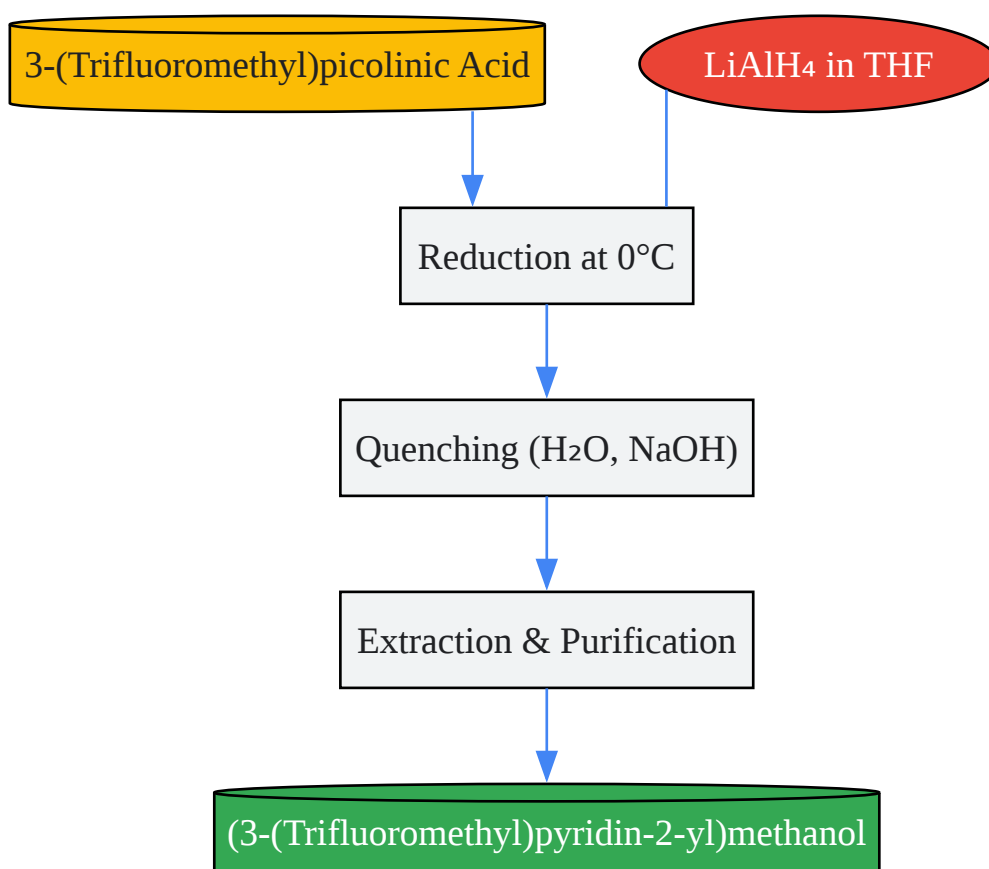 3-(Trifluoromethyl)picolinic Acid
LiAlH₄ in THF
Reduction at 0°C
Quenching (H₂O, NaOH)
Extraction & Purification
(3-(Trifluoromethyl)pyridin-2-yl)methanol